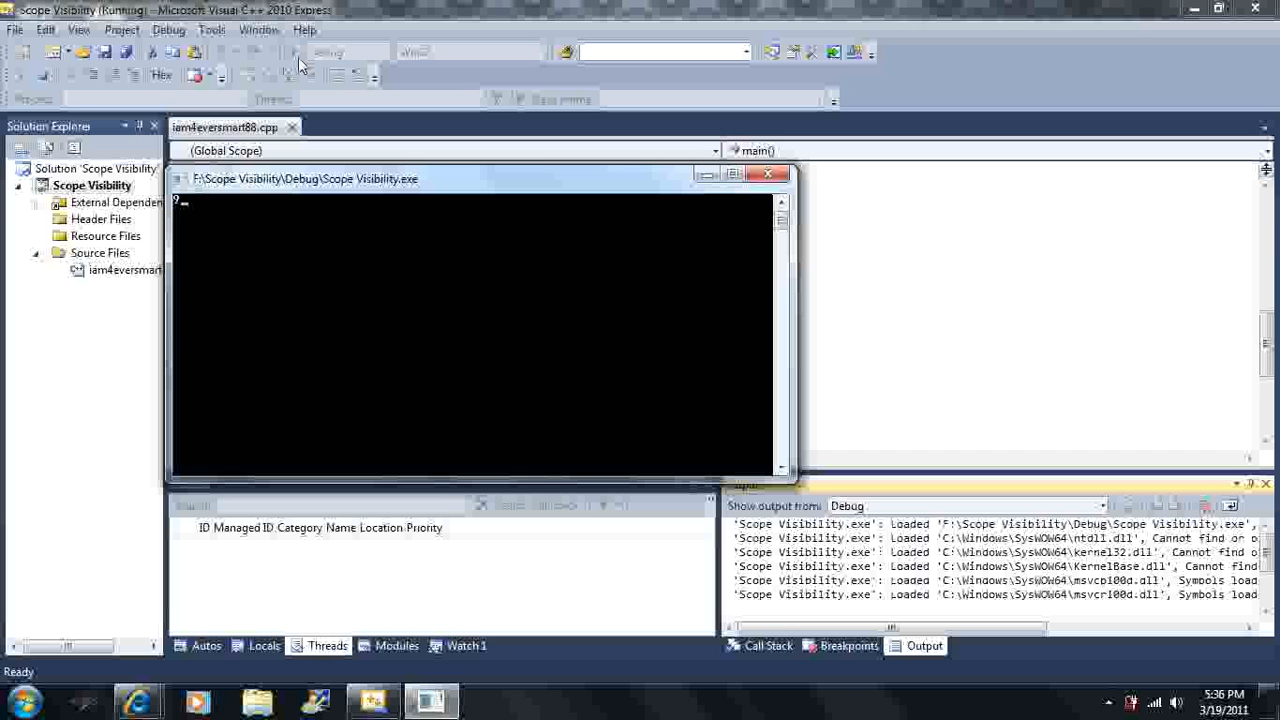 Scope Visibility (Running) - Microsoft Visual C++ 2010 Express
File Edit View Project Debug Tools Window Help
Hex
Solution Explorer
iam4eversmart88.cpp
(Global Scope)
main()
Solution 'Scope Visibility'
Scope Visibility
External Dependen
Header Files
Resource Files
Source Files
iam4eversmart
F:\Scope Visibility\Debug\Scope Visibility.exe
9
Show output from: Debug
ID Managed ID Category Name Location Priority
'Scope Visibility.exe': Loaded 'F:\Scope Visibility\Debug\Scope Visibility.exe',
'Scope Visibility.exe': Loaded 'C:\Windows\SysWOW64\ntdll.dll', Cannot find or o
'Scope Visibility.exe': Loaded 'C:\Windows\SysWOW64\kernel32.dll', Cannot find
'Scope Visibility.exe': Loaded 'C:\Windows\SysWOW64\KernelBase.dll', Cannot find
'Scope Visibility.exe': Loaded 'C:\Windows\SysWOW64\msvcp100d.dll', Symbols load
'Scope Visibility.exe': Loaded 'C:\Windows\SysWOW64\msvcr100d.dll', Symbols load
Autos Locals Threads Modules Watch 1
Call Stack Breakpoints Output
Ready
5:36 PM
3/19/2011